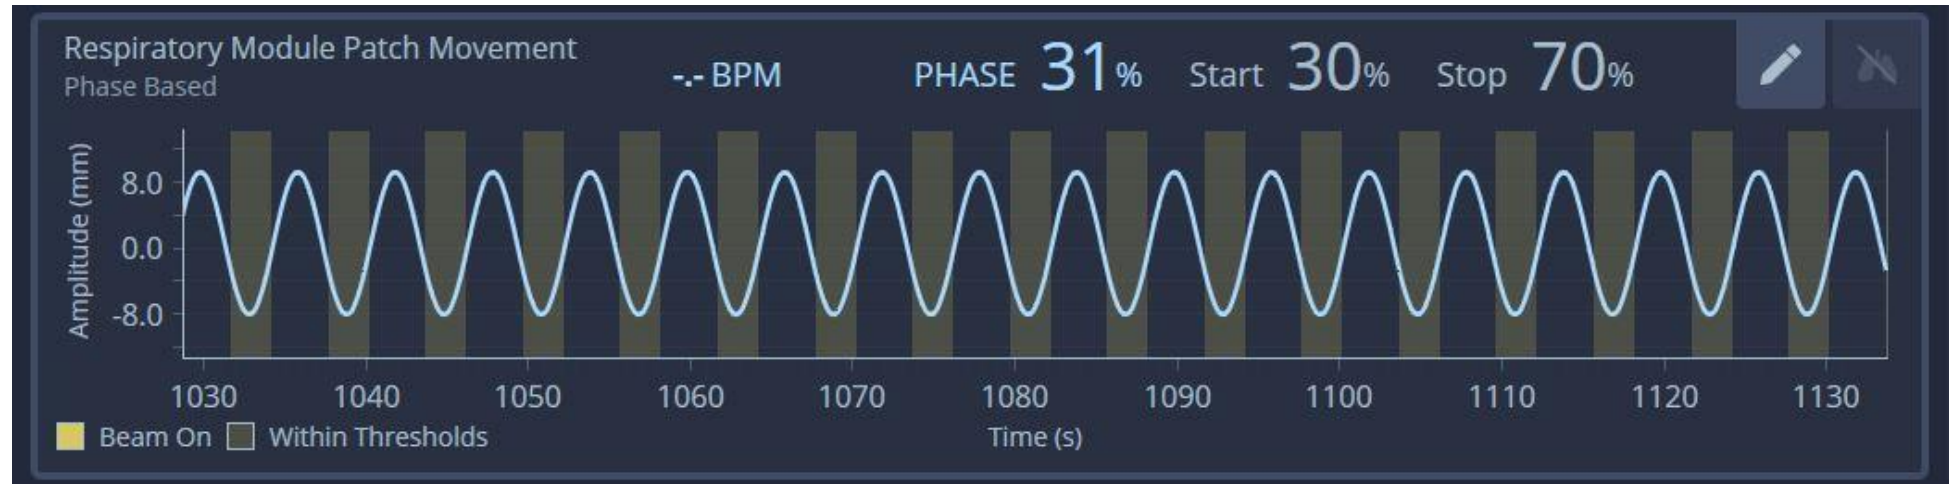 Respiratory Module Patch Movement
Phase Based
-.- BPM
PHASE 31%
Start 30%
Stop 70%
Amplitude (mm)
8.0
0.0
-8.0
1030 1040 1050 1060 1070 1080 1090 1100 1110 1120 1130
Time (s)
Beam On
Within Thresholds